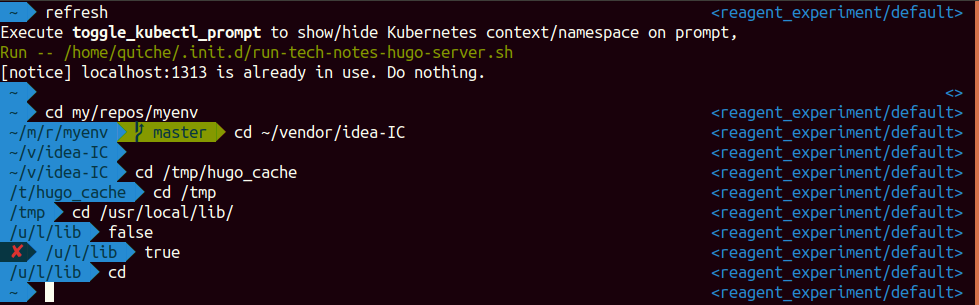 ~ refresh <reagent_experiment/default>
Execute toggle_kubectl_prompt to show/hide Kubernetes context/namespace on prompt,
Run -- /home/quiche/.init.d/run-tech-notes-hugo-server.sh
[notice] localhost:1313 is already in use. Do nothing.
~ <>
~ cd my/repos/myenv <reagent_experiment/default>
~/m/r/myenv master cd ~/vendor/idea-IC <reagent_experiment/default>
~/v/idea-IC <reagent_experiment/default>
~/v/idea-IC cd /tmp/hugo_cache <reagent_experiment/default>
/t/hugo_cache cd /tmp <reagent_experiment/default>
/tmp cd /usr/local/lib/ <reagent_experiment/default>
/u/l/lib false <reagent_experiment/default>
✘ /u/l/lib true <reagent_experiment/default>
/u/l/lib cd <reagent_experiment/default>
~ <reagent_experiment/default>